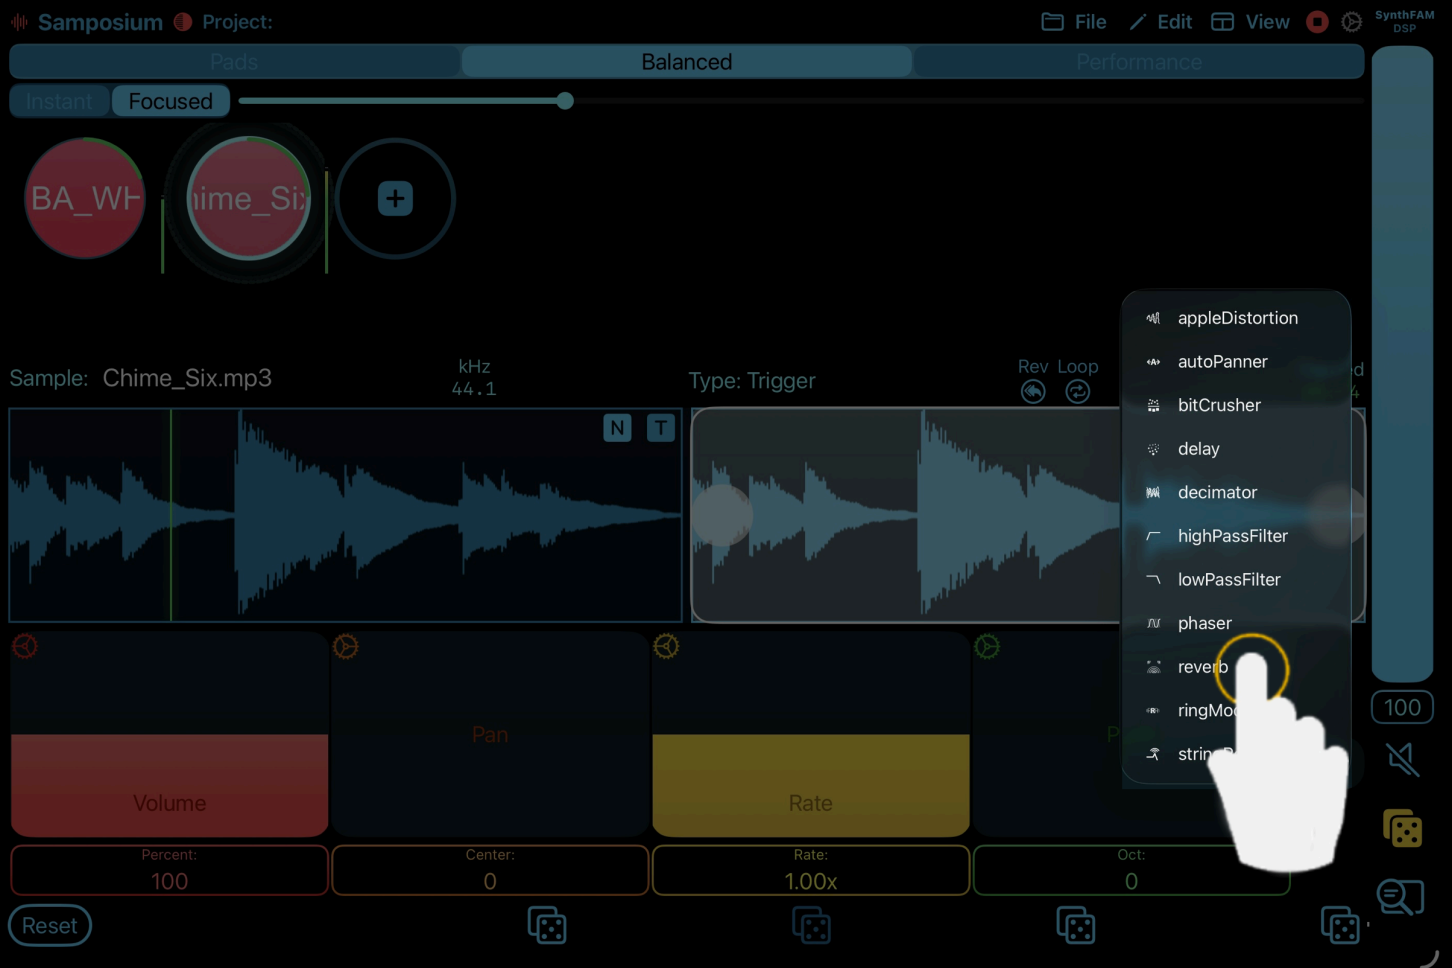 Samposium Project: File Edit View SynthFAM
DSP
Pads Balanced Performance
Instant Focused
BA_WH hime_Six
Sample: Chime_Six.mp3 kHz
44.1
Type: Trigger Rev Loop
N T
appleDistortion
autoPanner
bitCrusher
delay
decimator
highPassFilter
lowPassFilter
phaser
reverb
Volume Pan Rate
100
Percent: Center: Rate: Oct:
100 0 1.00x 0
Reset